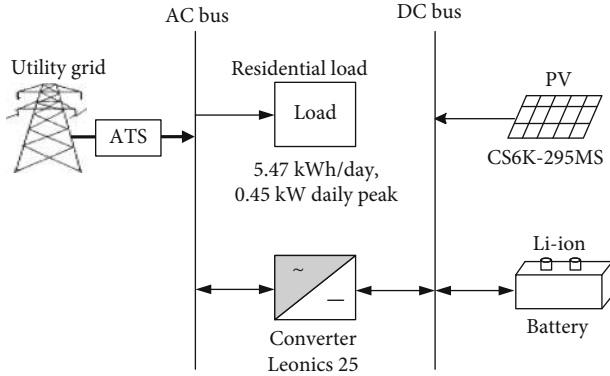 AC bus
DC bus
Utility grid
ATS
Residential load
Load
5.47 kWh/day,
0.45 kW daily peak
PV
CS6K-295MS
~
—
Converter
Leonics 25
Li-ion
Battery